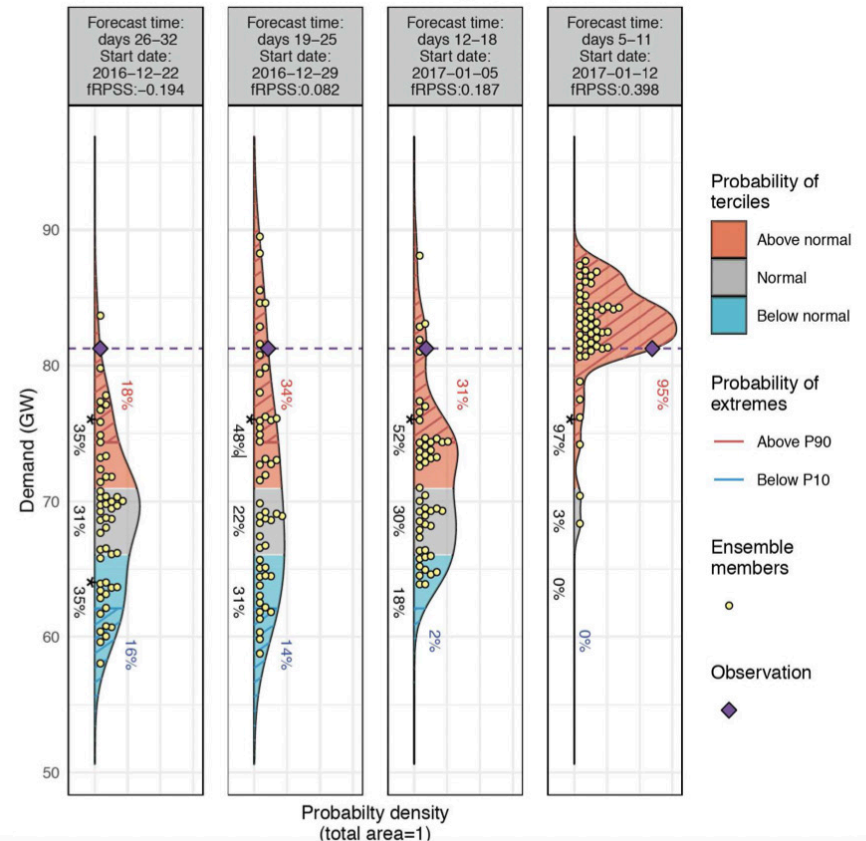 Forecast time:
days 26–32
Start date:
2016–12–22
fRPSS:–0.194
Forecast time:
days 19–25
Start date:
2016–12–29
fRPSS:0.082
Forecast time:
days 12–18
Start date:
2017–01–05
fRPSS:0.187
Forecast time:
days 5–11
Start date:
2017–01–12
fRPSS:0.398
Demand (GW)
90
80
70
60
50
18%
*
35%
31%
*
35%
16%
34%
*
48%
22%
31%
14%
31%
*
52%
30%
18%
2%
95%
*
97%
3%
0%
0%
Probabilty density
(total area=1)
Probability of
terciles
Above normal
Normal
Below normal
Probability of
extremes
Above P90
Below P10
Ensemble
members
Observation